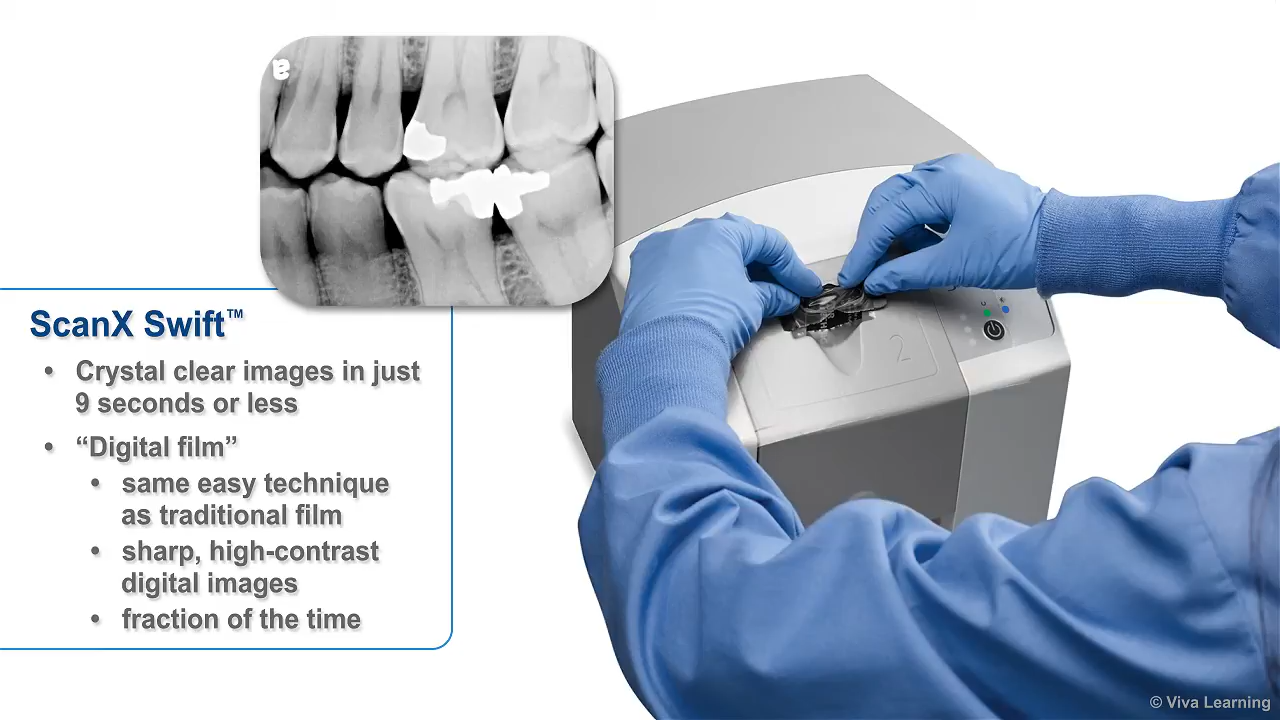 a
ScanX Swift™
• Crystal clear images in just
9 seconds or less
• “Digital film”
• same easy technique
as traditional film
• sharp, high-contrast
digital images
• fraction of the time
2
© Viva Learning